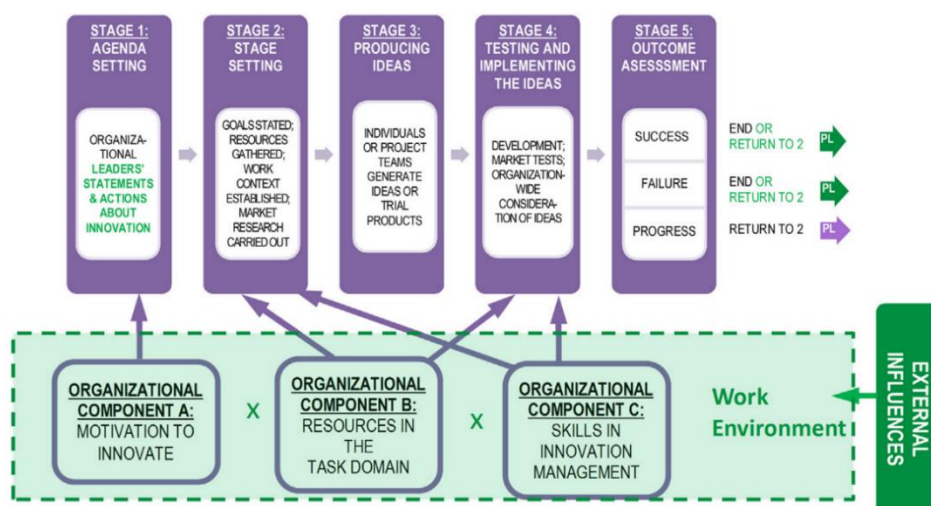 STAGE 1:
AGENDA
SETTING
ORGANIZA-
TIONAL
LEADERS'
STATEMENTS
& ACTIONS
ABOUT
INNOVATION
STAGE 2:
STAGE
SETTING
GOALS STATED;
RESOURCES
GATHERED;
WORK
CONTEXT
ESTABLISHED;
MARKET
RESEARCH
CARRIED OUT
STAGE 3:
PRODUCING
IDEAS
INDIVIDUALS
OR PROJECT
TEAMS
GENERATE
IDEAS OR
TRIAL
PRODUCTS
STAGE 4:
TESTING AND
IMPLEMENTING
THE IDEAS
DEVELOPMENT;
MARKET TESTS;
ORGANIZATION-
WIDE
CONSIDERA-
TION OF IDEAS
STAGE 5:
OUTCOME
ASESSSMENT
SUCCESS
FAILURE
PROGRESS
END OR
RETURN TO 2
PL
END OR
RETURN TO 2
PL
RETURN TO 2
PL
ORGANIZATIONAL
COMPONENT A:
MOTIVATION TO
INNOVATE
X
ORGANIZATIONAL
COMPONENT B:
RESOURCES IN
THE
TASK DOMAIN
X
ORGANIZATIONAL
COMPONENT C:
SKILLS IN
INNOVATION
MANAGEMENT
Work
Environment
EXTERNAL
INFLUENCES